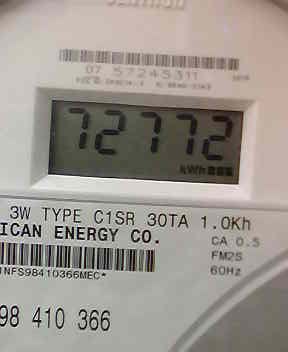 07 57245311
72772
kWh
3W TYPE C1SR 30TA 1.0Kh
ICAN ENERGY CO.
CA 0.5
FM2S
60Hz
INFS98410366MEC*
98 410 366